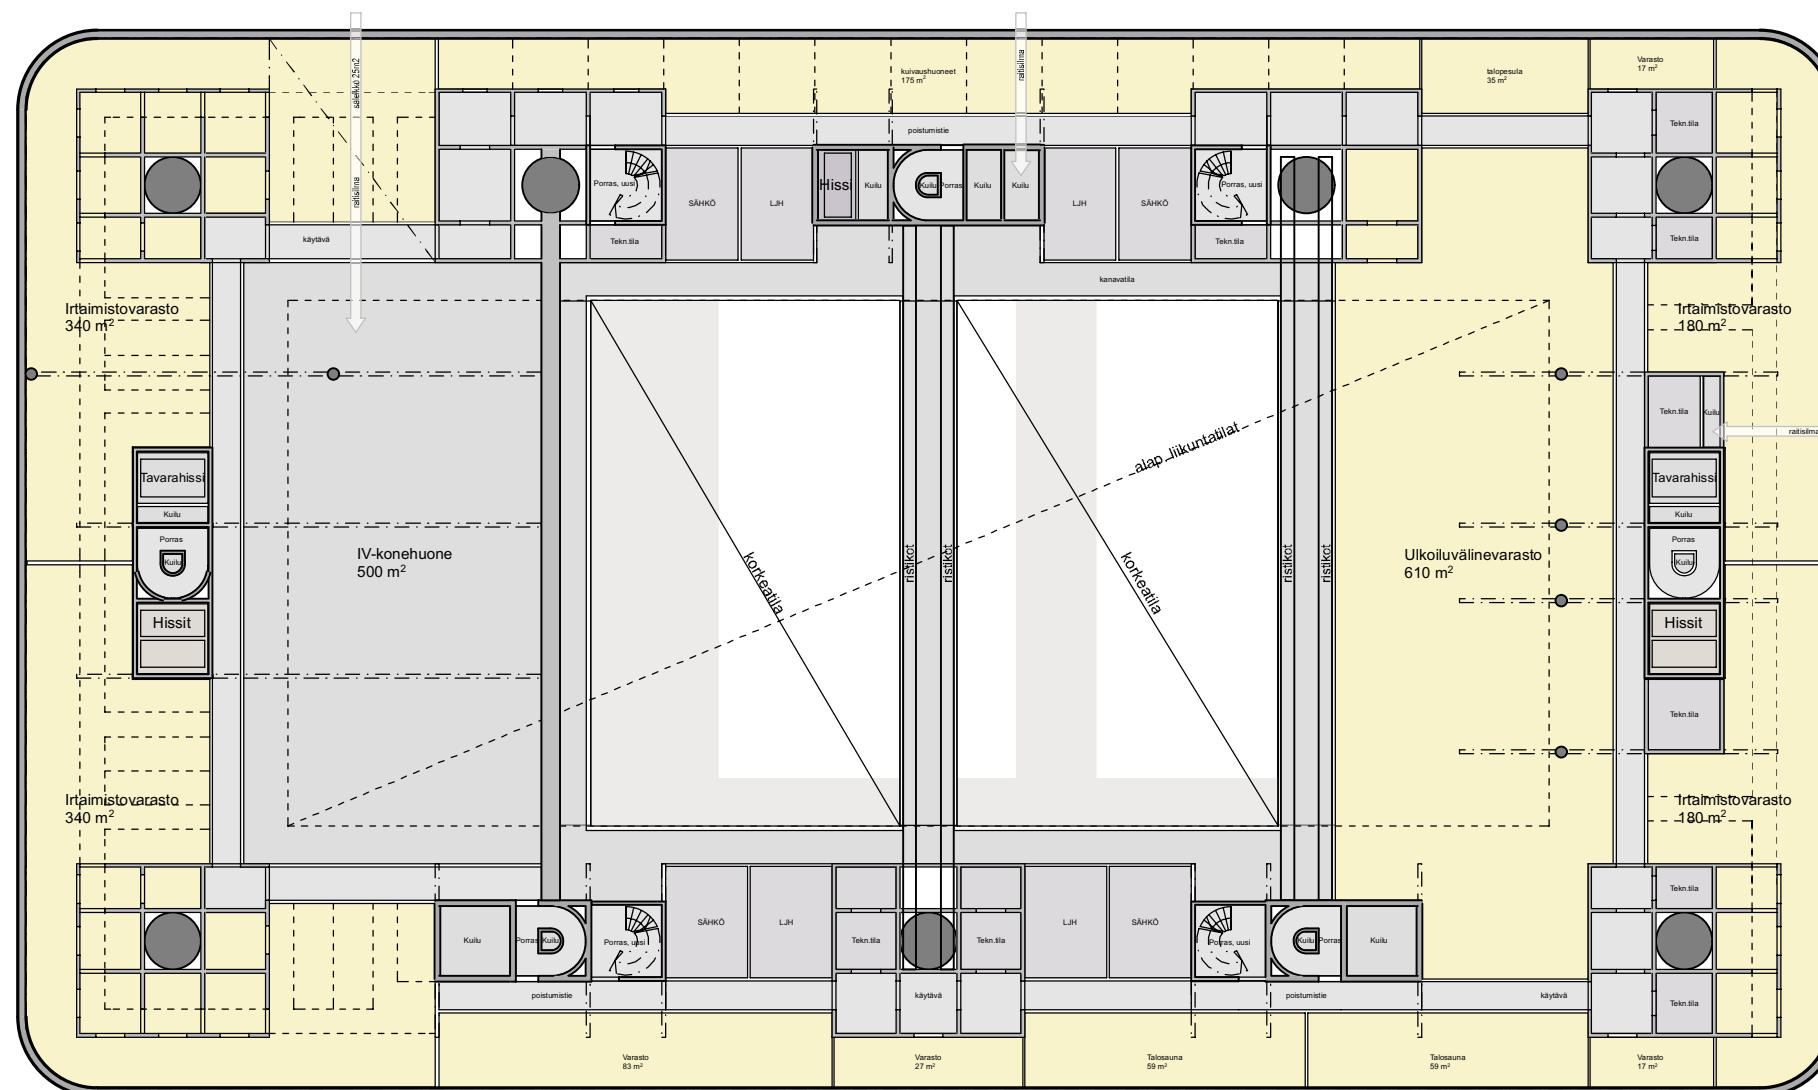 säleikkö 25m2
raitisilma
raitisilma
kuivaushuoneet
175 m²
talopesula
35 m²
Varasto
17 m²
poistumistie
Tekn.tila
Porras, uusi
SÄHKÖ
LJH
Hissi
Kuilu
Kuilu
Porras
Kuilu
Kuilu
LJH
SÄHKÖ
Porras, uusi
käytävä
Tekn.tila
Tekn.tila
Tekn.tila
kanavatila
Irtaimistovarasto
340 m²
Irtaimistovarasto
180 m²
Tekn.tila
Kuilu
raitisilma
alap. liikuntatilat
Tavarahissi
Kuilu
Porras
Kuilu
Hissit
IV-konehuone
500 m²
korkeatila
ristikot
ristikot
korkeatila
ristikot
ristikot
Ulkoiluvälinevarasto
610 m²
Tavarahissi
Kuilu
Porras
Kuilu
Hissit
Tekn.tila
Irtaimistovarasto
340 m²
Irtaimistovarasto
180 m²
Tekn.tila
Kuilu
Porras
Kuilu
Porras, uusi
SÄHKÖ
LJH
Tekn.tila
Tekn.tila
LJH
SÄHKÖ
Porras, uusi
Kuilu
Porras
Kuilu
poistumistie
käytävä
poistumistie
käytävä
Tekn.tila
Varasto
83 m²
Varasto
27 m²
Talosauna
59 m²
Talosauna
59 m²
Varasto
17 m²